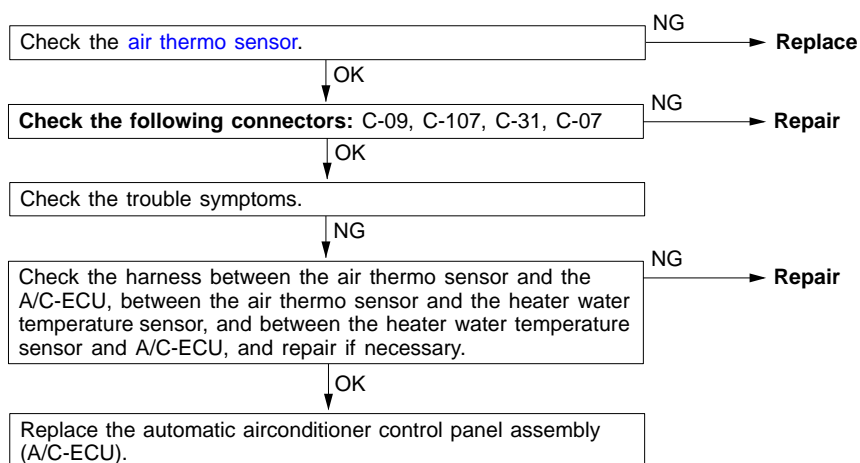 NG
Check the air thermo sensor.
Replace
OK
NG
Check the following connectors: C-09, C-107, C-31, C-07
Repair
OK
Check the trouble symptoms.
NG
NG
Check the harness between the air thermo sensor and the
Repair
A/C-ECU, between the air thermo sensor and the heater water
temperature sensor, and between the heater water temperature
sensor and A/C-ECU, and repair if necessary.
OK
Replace the automatic airconditioner control panel assembly
(A/C-ECU).